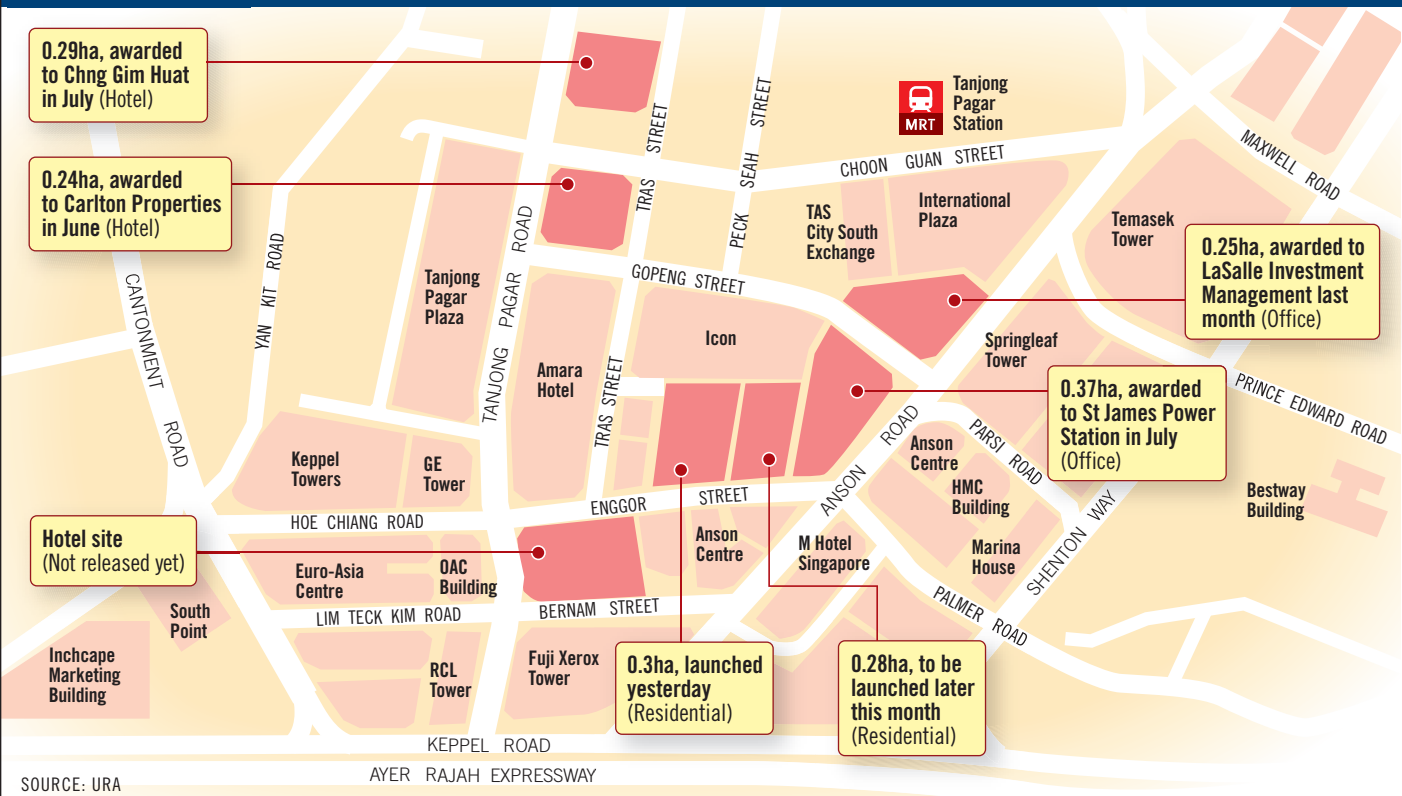 0.29ha, awarded
to Chng Gim Huat
in July (Hotel)
0.24ha, awarded
to Carlton Properties
in June (Hotel)
Tanjong
Pagar
Station
MRT
CHOON GUAN STREET
MAXWELL ROAD
TRAS STREET
PECK SEAH STREET
TAS
City South
Exchange
International
Plaza
Temasek
Tower
0.25ha, awarded to
LaSalle Investment
Management last
month (Office)
YAN KIT ROAD
CANTONMENT ROAD
Tanjong
Pagar
Plaza
TANJONG PAGAR ROAD
GOPENG STREET
Icon
Amara
Hotel
TRAS STREET
Springleaf
Tower
0.37ha, awarded
to St James Power
Station in July
(Office)
PRINCE EDWARD ROAD
ANSON ROAD
PARSI ROAD
Anson
Centre
HMC
Building
Marina
House
SHENTON WAY
Bestway
Building
Keppel
Towers
GE
Tower
HOE CHIANG ROAD
ENGGOR STREET
Hotel site
(Not released yet)
Euro-Asia
Centre
OAC
Building
Anson
Centre
M Hotel
Singapore
LIM TECK KIM ROAD
BERNAM STREET
PALMER ROAD
South
Point
Inchcape
Marketing
Building
RCL
Tower
Fuji Xerox
Tower
0.3ha, launched
yesterday
(Residential)
0.28ha, to be
launched later
this month
(Residential)
KEPPEL ROAD
AYER RAJAH EXPRESSWAY
SOURCE: URA